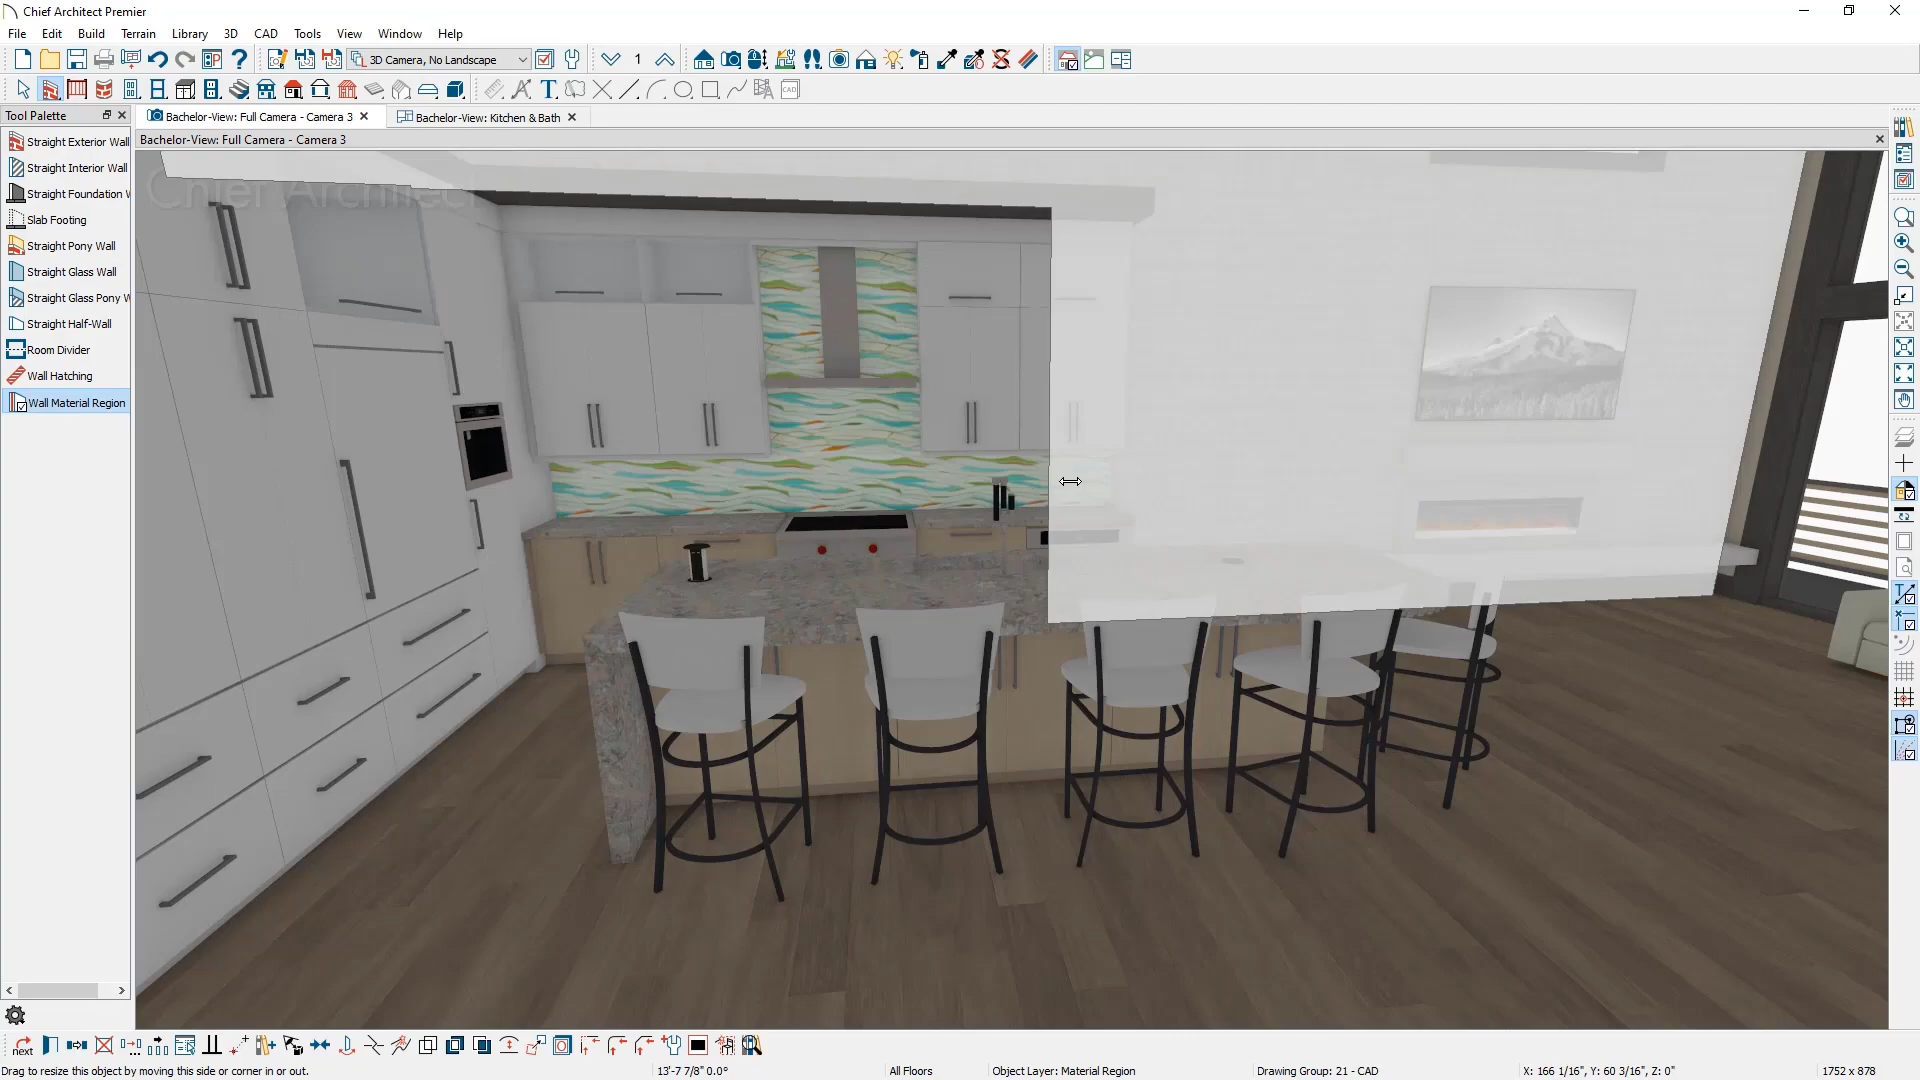 Chief Architect Premier
File Edit Build Terrain Library 3D CAD Tools View Window Help
3D Camera, No Landscape
1
CAD
Tool Palette
Bachelor-View: Full Camera - Camera 3
Bachelor-View: Kitchen & Bath
Bachelor-View: Full Camera - Camera 3
Chief Architect
Straight Exterior Wall
Straight Interior Wall
Straight Foundation W
Slab Footing
Straight Pony Wall
Straight Glass Wall
Straight Glass Pony W
Straight Half-Wall
Room Divider
Wall Hatching
Wall Material Region
next
Drag to resize this object by moving this side or corner in or out.
13'-7 7/8" 0.0°
All Floors
Object Layer: Material Region
Drawing Group: 21 - CAD
X: 166 1/16", Y: 60 3/16", Z: 0"
1752 x 878